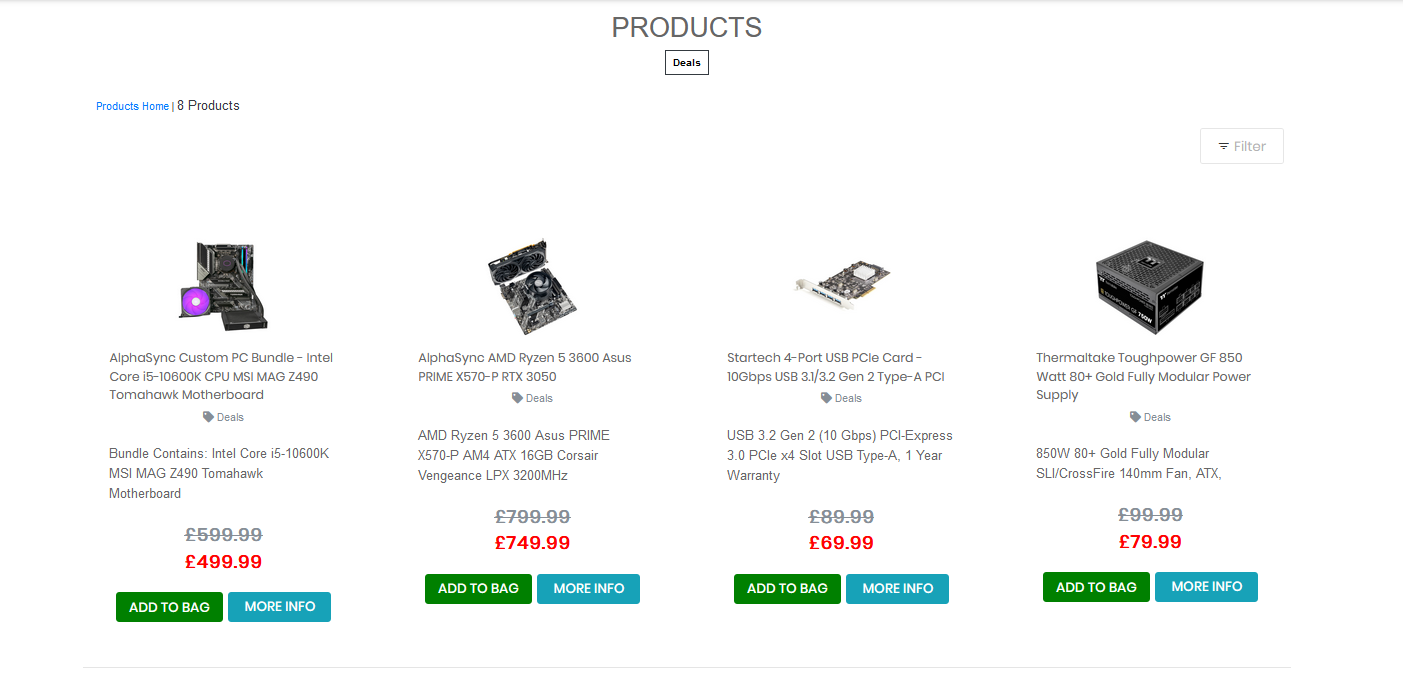 PRODUCTS
Deals
Products Home | 8 Products
Filter
TOUGHPOWER GF 750W
AlphaSync Custom PC Bundle - Intel
Core i5-10600K CPU MSI MAG Z490
Tomahawk Motherboard
Deals
Bundle Contains: Intel Core i5-10600K
MSI MAG Z490 Tomahawk
Motherboard
£599.99
£499.99
ADD TO BAG
MORE INFO
AlphaSync AMD Ryzen 5 3600 Asus
PRIME X570-P RTX 3050
Deals
AMD Ryzen 5 3600 Asus PRIME
X570-P AM4 ATX 16GB Corsair
Vengeance LPX 3200MHz
£799.99
£749.99
ADD TO BAG
MORE INFO
Startech 4-Port USB PCIe Card -
10Gbps USB 3.1/3.2 Gen 2 Type-A PCI
Deals
USB 3.2 Gen 2 (10 Gbps) PCI-Express
3.0 PCIe x4 Slot USB Type-A, 1 Year
Warranty
£89.99
£69.99
ADD TO BAG
MORE INFO
Thermaltake Toughpower GF 850
Watt 80+ Gold Fully Modular Power
Supply
Deals
850W 80+ Gold Fully Modular
SLI/CrossFire 140mm Fan, ATX,
£99.99
£79.99
ADD TO BAG
MORE INFO